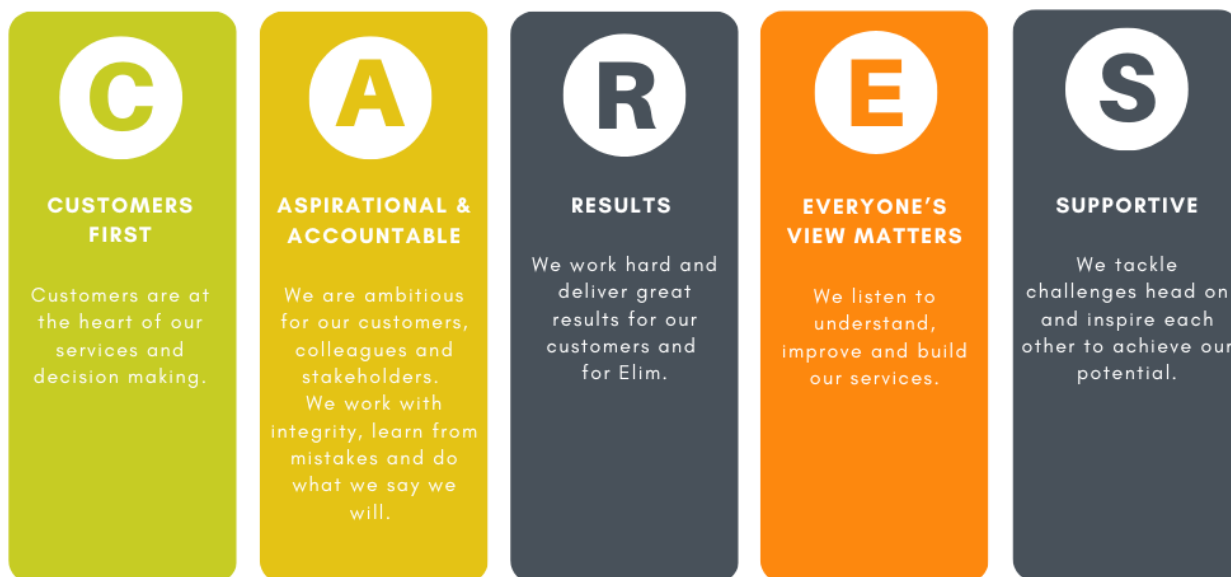 C
CUSTOMERS
FIRST
Customers are at
the heart of our
services and
decision making.
A
ASPIRATIONAL &
ACCOUNTABLE
We are ambitious
for our customers,
colleagues and
stakeholders.
We work with
integrity, learn from
mistakes and do
what we say we
will.
R
RESULTS
We work hard and
deliver great
results for our
customers and
for Elim.
E
EVERYONE’S
VIEW MATTERS
We listen to
understand,
improve and build
our services.
S
SUPPORTIVE
We tackle
challenges head on
and inspire each
other to achieve our
potential.